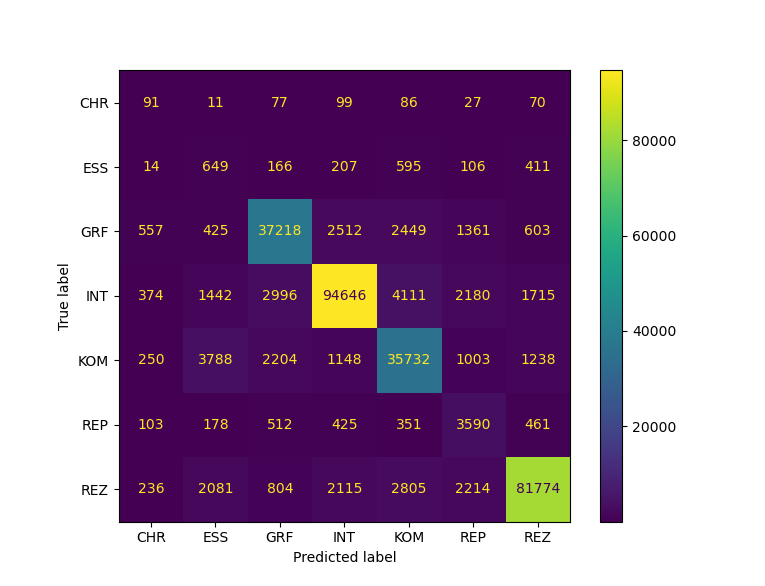 CHR 91 11 77 99 86 27 70
ESS 14 649 166 207 595 106 411
GRF 557 425 37218 2512 2449 1361 603
INT 374 1442 2996 94646 4111 2180 1715
KOM 250 3788 2204 1148 35732 1003 1238
REP 103 178 512 425 351 3590 461
REZ 236 2081 804 2115 2805 2214 81774
CHR ESS GRF INT KOM REP REZ
Predicted label
True label
80000
60000
40000
20000